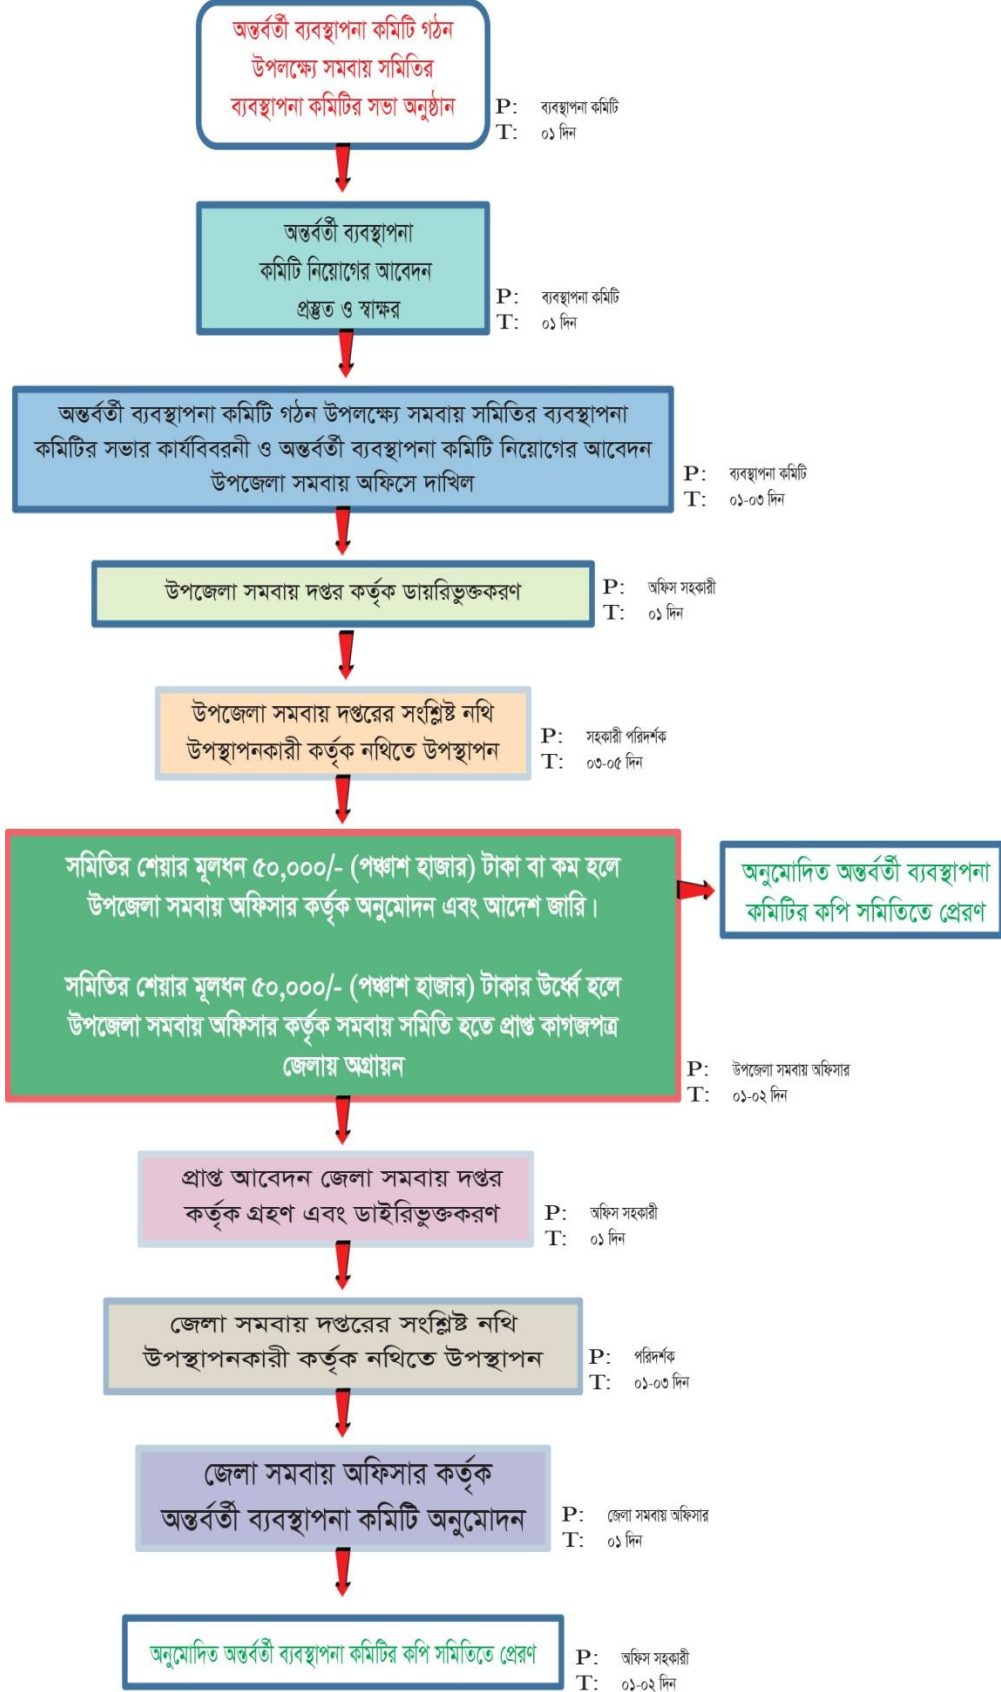 অন্তর্বর্তী ব্যবস্থাপনা কমিটি গঠন
উপলক্ষ্যে সমবায় সমিতির
ব্যবস্থাপনা কমিটির সভা অনুষ্ঠান
P: ব্যবস্থাপনা কমিটি
T: ০১ দিন
অন্তর্বর্তী ব্যবস্থাপনা
কমিটি নিয়োগের আবেদন
প্রস্তুত ও স্বাক্ষর
P: ব্যবস্থাপনা কমিটি
T: ০১ দিন
অন্তর্বর্তী ব্যবস্থাপনা কমিটি গঠন উপলক্ষ্যে সমবায় সমিতির ব্যবস্থাপনা
কমিটির সভার কার্যবিবরনী ও অন্তর্বর্তী ব্যবস্থাপনা কমিটি নিয়োগের আবেদন
উপজেলা সমবায় অফিসে দাখিল
P: ব্যবস্থাপনা কমিটি
T: ০১-০৩ দিন
উপজেলা সমবায় দপ্তর কর্তৃক ডায়রিভুক্তকরণ
P: অফিস সহকারী
T: ০১ দিন
উপজেলা সমবায় দপ্তরের সংশ্লিষ্ট নথি
উপস্থাপনকারী কর্তৃক নথিতে উপস্থাপন
P: সহকারী পরিদর্শক
T: ০৩-০৫ দিন
সমিতির শেয়ার মূলধন ৫০,০০০/- (পঞ্চাশ হাজার) টাকা বা কম হলে
উপজেলা সমবায় অফিসার কর্তৃক অনুমোদন এবং আদেশ জারি।
সমিতির শেয়ার মূলধন ৫০,০০০/- (পঞ্চাশ হাজার) টাকার উর্ধ্বে হলে
উপজেলা সমবায় অফিসার কর্তৃক সমবায় সমিতি হতে প্রাপ্ত কাগজপত্র
জেলায় অগ্রায়ন
অনুমোদিত অন্তর্বর্তী ব্যবস্থাপনা
কমিটির কপি সমিতিতে প্রেরণ
P: উপজেলা সমবায় অফিসার
T: ০১-০২ দিন
প্রাপ্ত আবেদন জেলা সমবায় দপ্তর
কর্তৃক গ্রহণ এবং ডাইরিভুক্তকরণ
P: অফিস সহকারী
T: ০১ দিন
জেলা সমবায় দপ্তরের সংশ্লিষ্ট নথি
উপস্থাপনকারী কর্তৃক নথিতে উপস্থাপন
P: পরিদর্শক
T: ০১-০৩ দিন
জেলা সমবায় অফিসার কর্তৃক
অন্তর্বর্তী ব্যবস্থাপনা কমিটি অনুমোদন
P: জেলা সমবায় অফিসার
T: ০১ দিন
অনুমোদিত অন্তর্বর্তী ব্যবস্থাপনা কমিটির কপি সমিতিতে প্রেরণ
P: অফিস সহকারী
T: ০১-০২ দিন